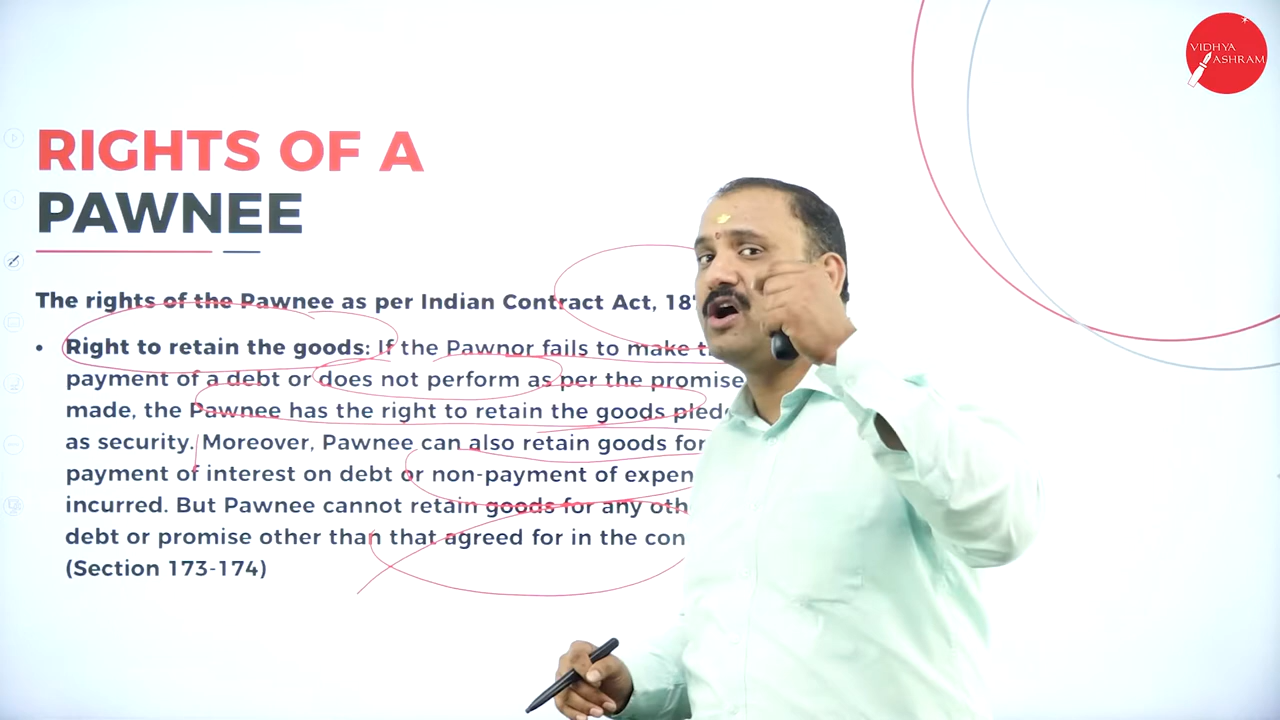 VIDHYA
ASHRAM
RIGHTS OF A
PAWNEE
The rights of the Pawnee as per Indian Contract Act,
Right to retain the goods: If the Pawnor fails to make
payment of a debt or does not perform as per the promise
made, the Pawnee has the right to retain the goods
as security. Moreover, Pawnee can also retain goods for
payment of interest on debt or non-payment of
incurred. But Pawnee cannot retain goods for any
debt or promise other than that agreed for in the
(Section 173-174)